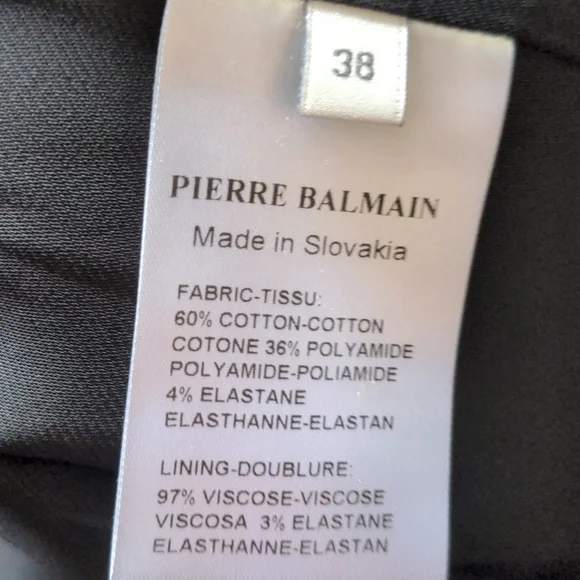 38
PIERRE BALMAIN
Made in Slovakia
FABRIC-TISSU:
60% COTTON-COTTON
COTONE 36% POLYAMIDE
POLYAMIDE-POLIAMIDE
4% ELASTANE
ELASTHANNE-ELASTAN
LINING-DOUBLURE:
97% VISCOSE-VISCOSE
VISCOSA 3% ELASTANE
ELASTHANNE-ELASTAN